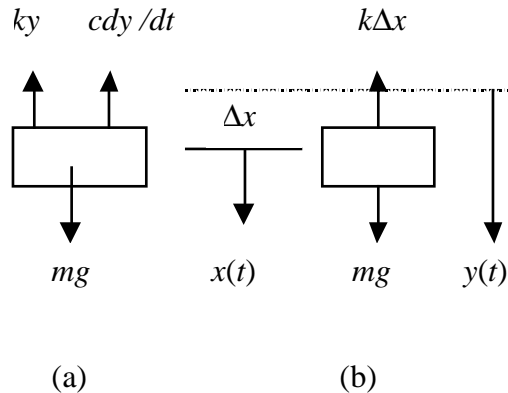 ky cdy /dt kΔx
Δx
mg x(t) mg y(t)
(a) (b)